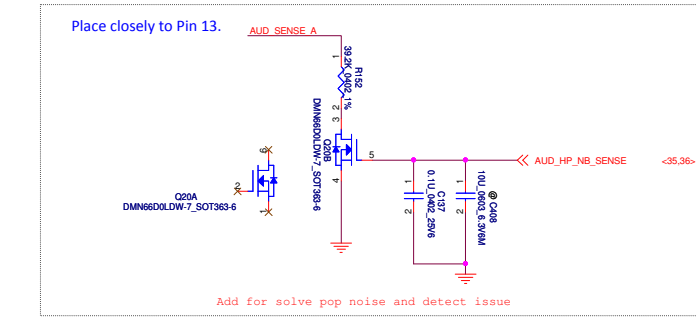 Place closely to Pin 13.
AUD_SENSE_A
1
R152
39.2K_0402_1%
2
3
Q20B
DMN66D0LDW-7_SOT363-6
5
4
AUD_HP_NB_SENSE
<35,36>
6
2
1
Q20A
DMN66D0LDW-7_SOT363-6
1
C137
0.1U_0402_25V6
2
1
@ C408
10U_0603_6.3V6M
2
Add for solve pop noise and detect issue